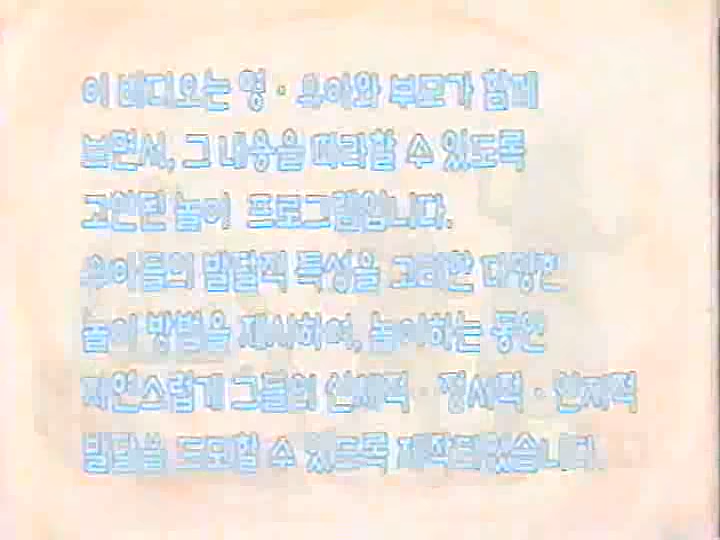 이 비디오는 영 · 유아와 부모가 함께
보면서, 그 내용을 따라할 수 있도록
고안된 놀이 프로그램입니다.
유아들의 발달적 특성을 고려한 다양한
놀이 방법을 제시하여, 놀이하는 동안
자연스럽게 그들의 신체적 · 정서적 · 인지적
발달을 도모할 수 있도록 제작되었습니다.